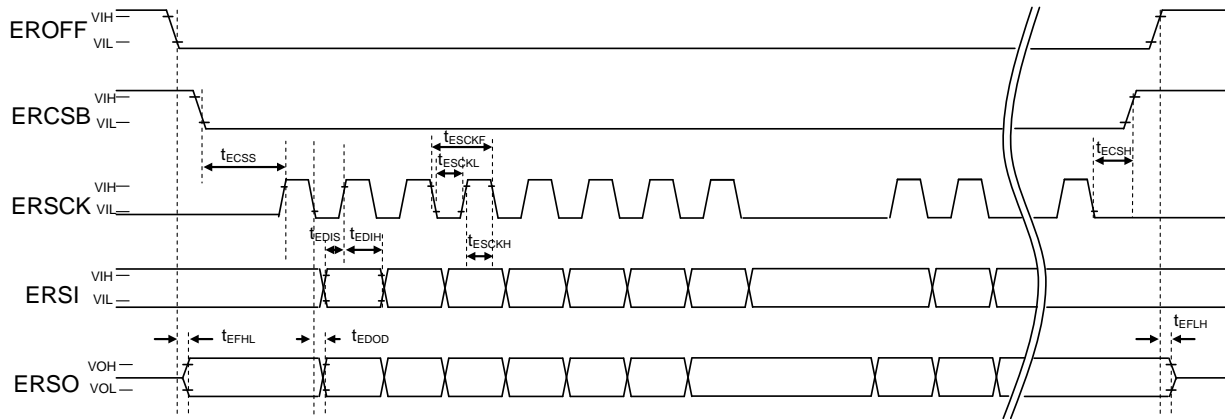 EROFF
VIH
VIL
ERCSB
VIH
VIL
tECSS
tESCKF
tESCKL
tECSH
ERSCK
VIH
VIL
tEDIS
tEDIH
tESCKH
ERSI
VIH
VIL
tEFHL
tEDOD
tEFLH
ERSO
VOH
VOL